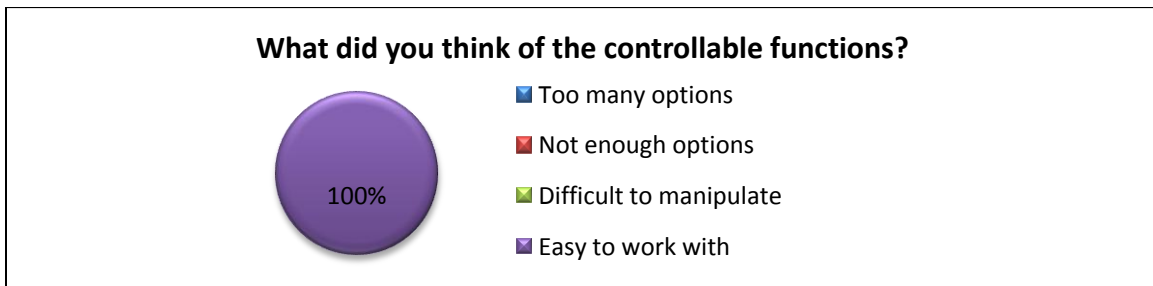 What did you think of the controllable functions?
100%
Too many options
Not enough options
Difficult to manipulate
Easy to work with